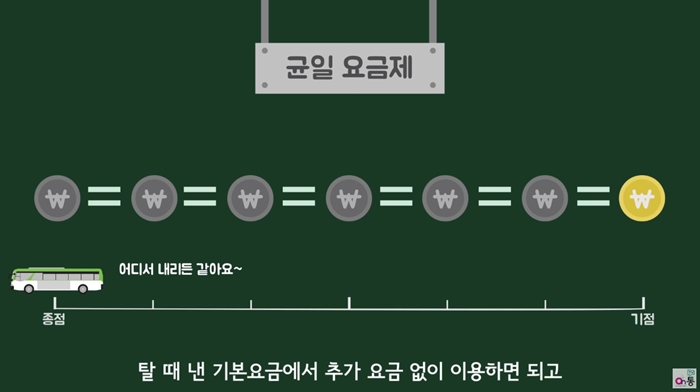 균일 요금제
₩ = ₩ = ₩ = ₩ = ₩ = ₩ = ₩
어디서 내리든 같아요~
종점 기점
탈 때 낸 기본요금에서 추가 요금 없이 이용하면 되고